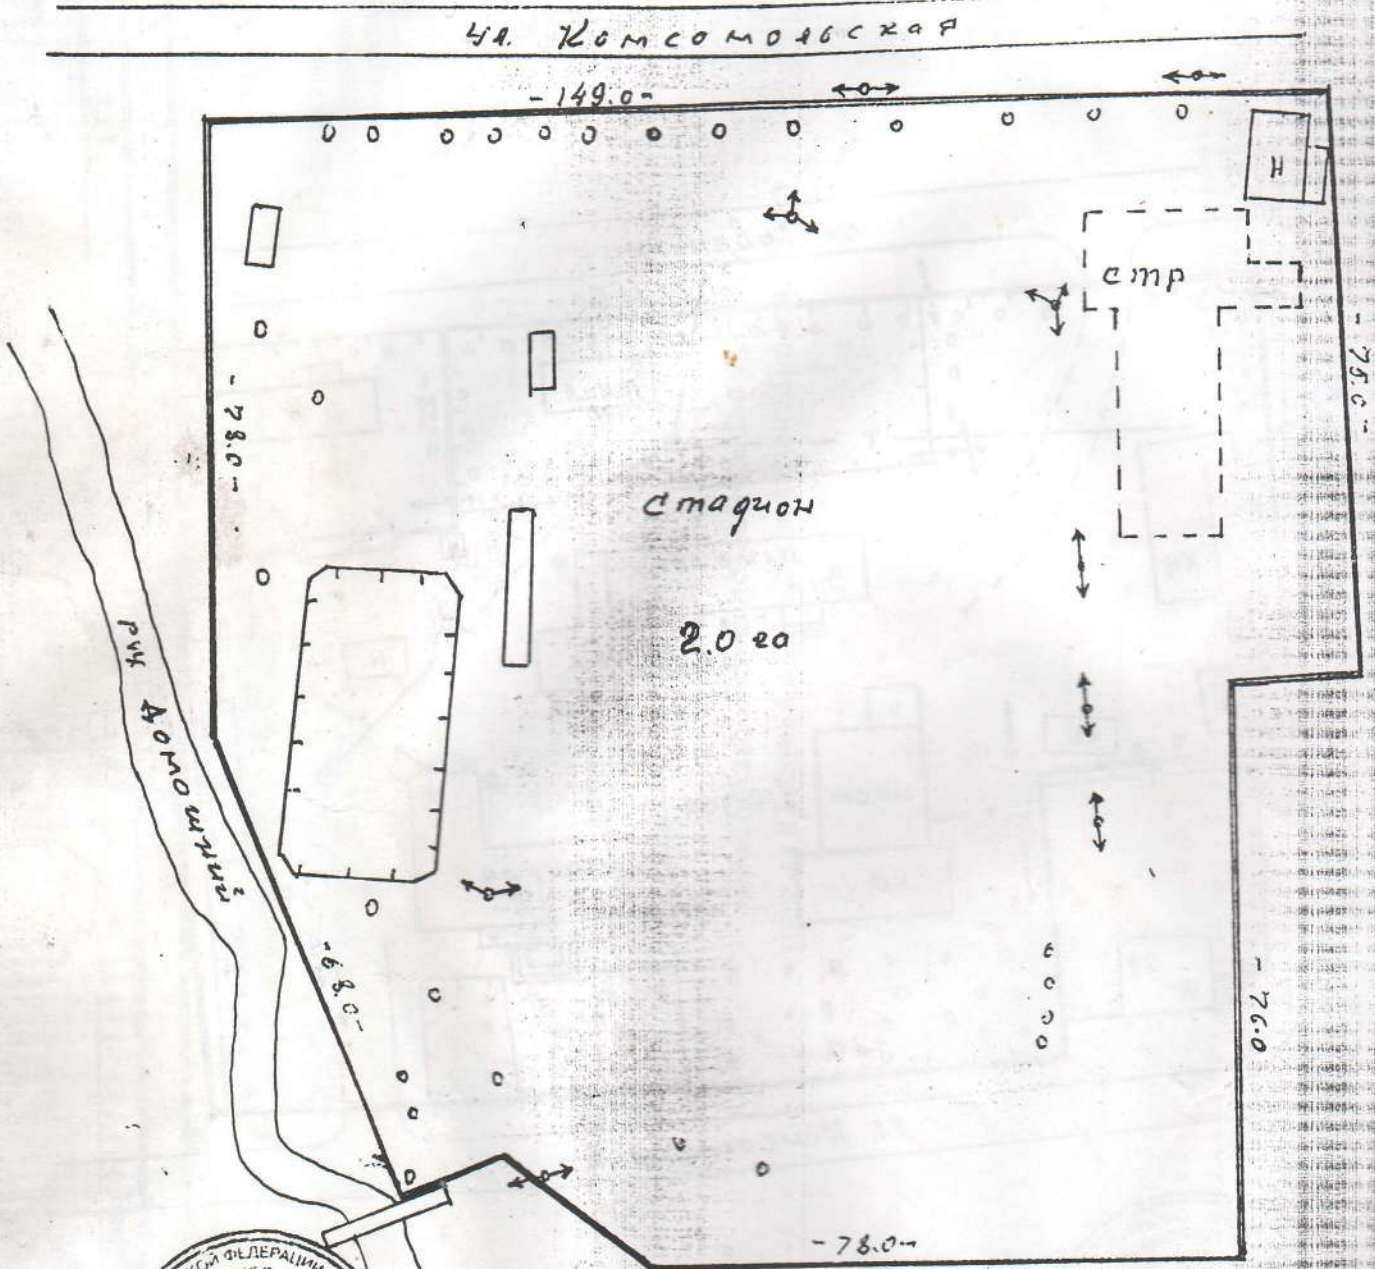 ул. Комсомольская
- 149.0 -
Н
стр
- 75.0 -
- 78.0 -
Стадион
2.0 га
руч Домашний
- 68.0 -
- 76.0
- 78.0 -
ФЕДЕРАЦИИ